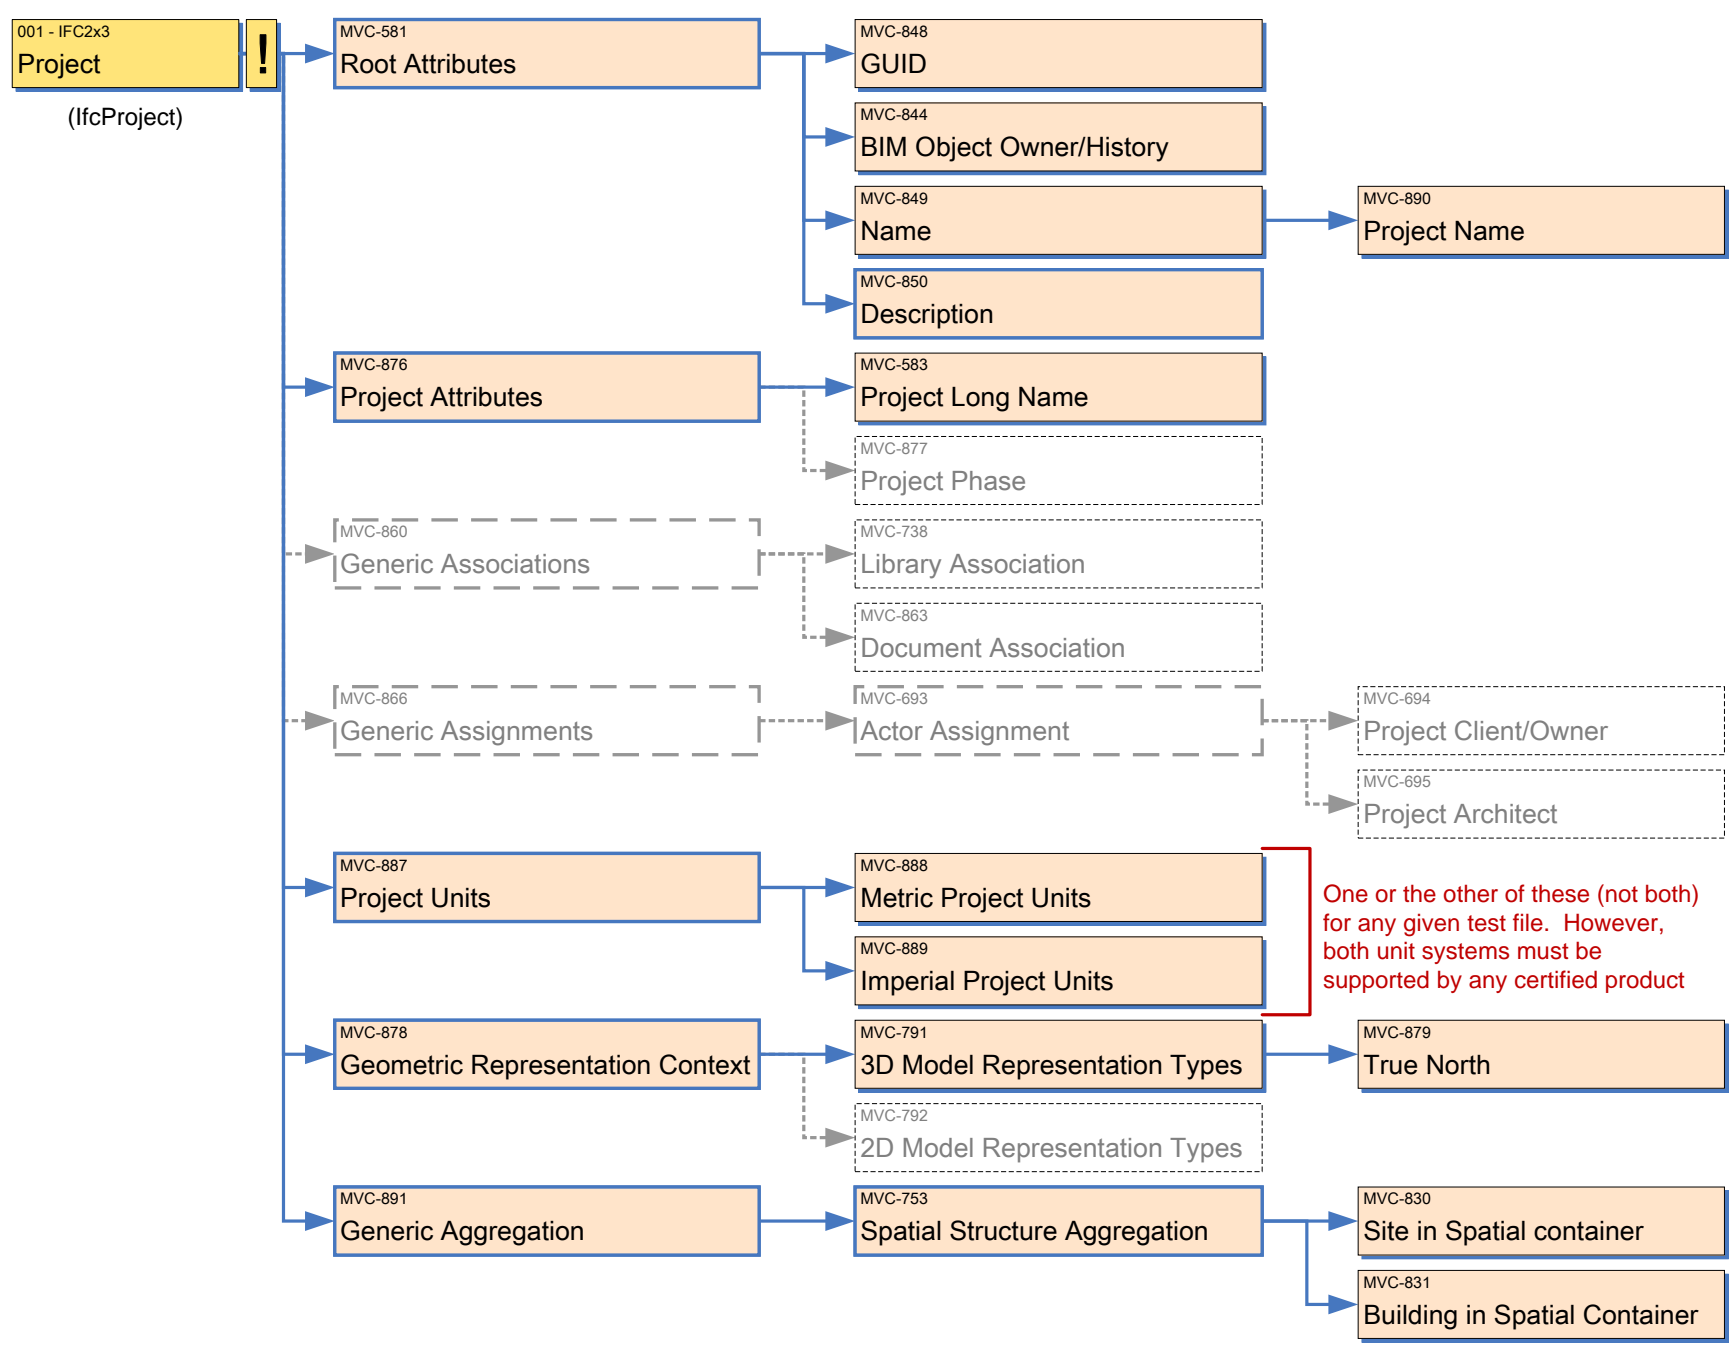 001 - IFC2x3
Project
!
(IfcProject)
MVC-581
Root Attributes
MVC-848
GUID
MVC-844
BIM Object Owner/History
MVC-849
Name
MVC-890
Project Name
MVC-850
Description
MVC-876
Project Attributes
MVC-583
Project Long Name
MVC-877
Project Phase
MVC-860
Generic Associations
MVC-738
Library Association
MVC-863
Document Association
MVC-866
Generic Assignments
MVC-693
Actor Assignment
MVC-694
Project Client/Owner
MVC-695
Project Architect
MVC-887
Project Units
MVC-888
Metric Project Units
MVC-889
Imperial Project Units
One or the other of these (not both)
for any given test file.  However,
both unit systems must be
supported by any certified product
MVC-878
Geometric Representation Context
MVC-791
3D Model Representation Types
MVC-879
True North
MVC-792
2D Model Representation Types
MVC-891
Generic Aggregation
MVC-753
Spatial Structure Aggregation
MVC-830
Site in Spatial container
MVC-831
Building in Spatial Container